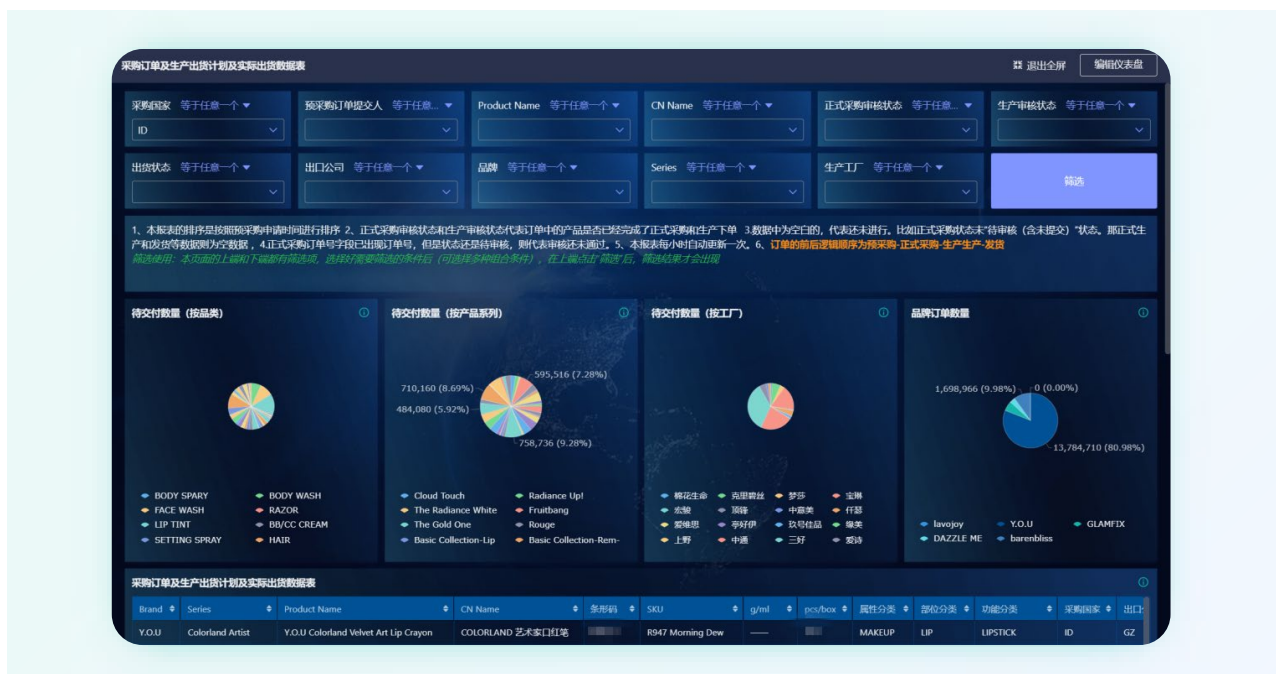 采购订单及生产出货计划及实际出货数据表
退出全屏
编辑仪表盘
采购国家 等于任意一个
预采购订单提交人 等于任意...
Product Name 等于任意一个
CN Name 等于任意一个
正式采购审核状态 等于任意...
生产审核状态 等于任意一个
ID
出货状态 等于任意一个
出口公司 等于任意一个
品牌 等于任意一个
Series 等于任意一个
生产工厂 等于任意一个
筛选
1、本报表的排序是按照预采购申请时间进行排序 2、正式采购审核状态和生产审核状态代表订单中的产品是否已经完成了正式采购和生产下单 3.数据中为空白的，代表还未进行。比如正式采购状态未“待审核（含未提交）”状态。那正式生
产和发货等数据则为空数据，4.正式采购订单号字段已出现订单号，但是状态还是待审核，则代表审核还未通过。5、本报表每小时自动更新一次。6、订单的前后逻辑顺序为预采购-正式采购-生产生产-发货
筛选使用：本页面的上端和下端都有筛选项，选择好需要筛选的条件后（可选择多种组合条件），在上端点击“筛选”后，筛选结果才会出现
待交付数量（按品类）
待交付数量（按产品系列）
待交付数量（按工厂）
品牌订单数量
710,160 (8.69%)
595,516 (7.28%)
484,080 (5.92%)
758,736 (9.28%)
1,698,966 (9.98%)
0 (0.00%)
13,784,710 (80.98%)
BODY SPARY
BODY WASH
FACE WASH
RAZOR
LIP TINT
BB/CC CREAM
SETTING SPRAY
HAIR
Cloud Touch
Radiance Up!
The Radiance White
Fruitbang
The Gold One
Rouge
Basic Collection-Lip
Basic Collection-Rem-
棉花生命
克里碧丝
梦莎
宝琳
宏骏
顶锋
中意美
仟瑟
爱维思
亭好伊
玖号佳品
缘美
上野
中通
三好
爱诗
lavojoy
Y.O.U
GLAMFIX
DAZZLE ME
barenbliss
采购订单及生产出货计划及实际出货数据表
Brand
Series
Product Name
CN Name
条形码
SKU
g/ml
pcs/box
属性分类
部位分类
功能分类
采购国家
出口
Y.O.U
Colorland Artist
Y.O.U Colorland Velvet Art Lip Crayon
COLORLAND 艺术家口红笔
R947 Morning Dew
——
MAKEUP
LIP
LIPSTICK
ID
GZ